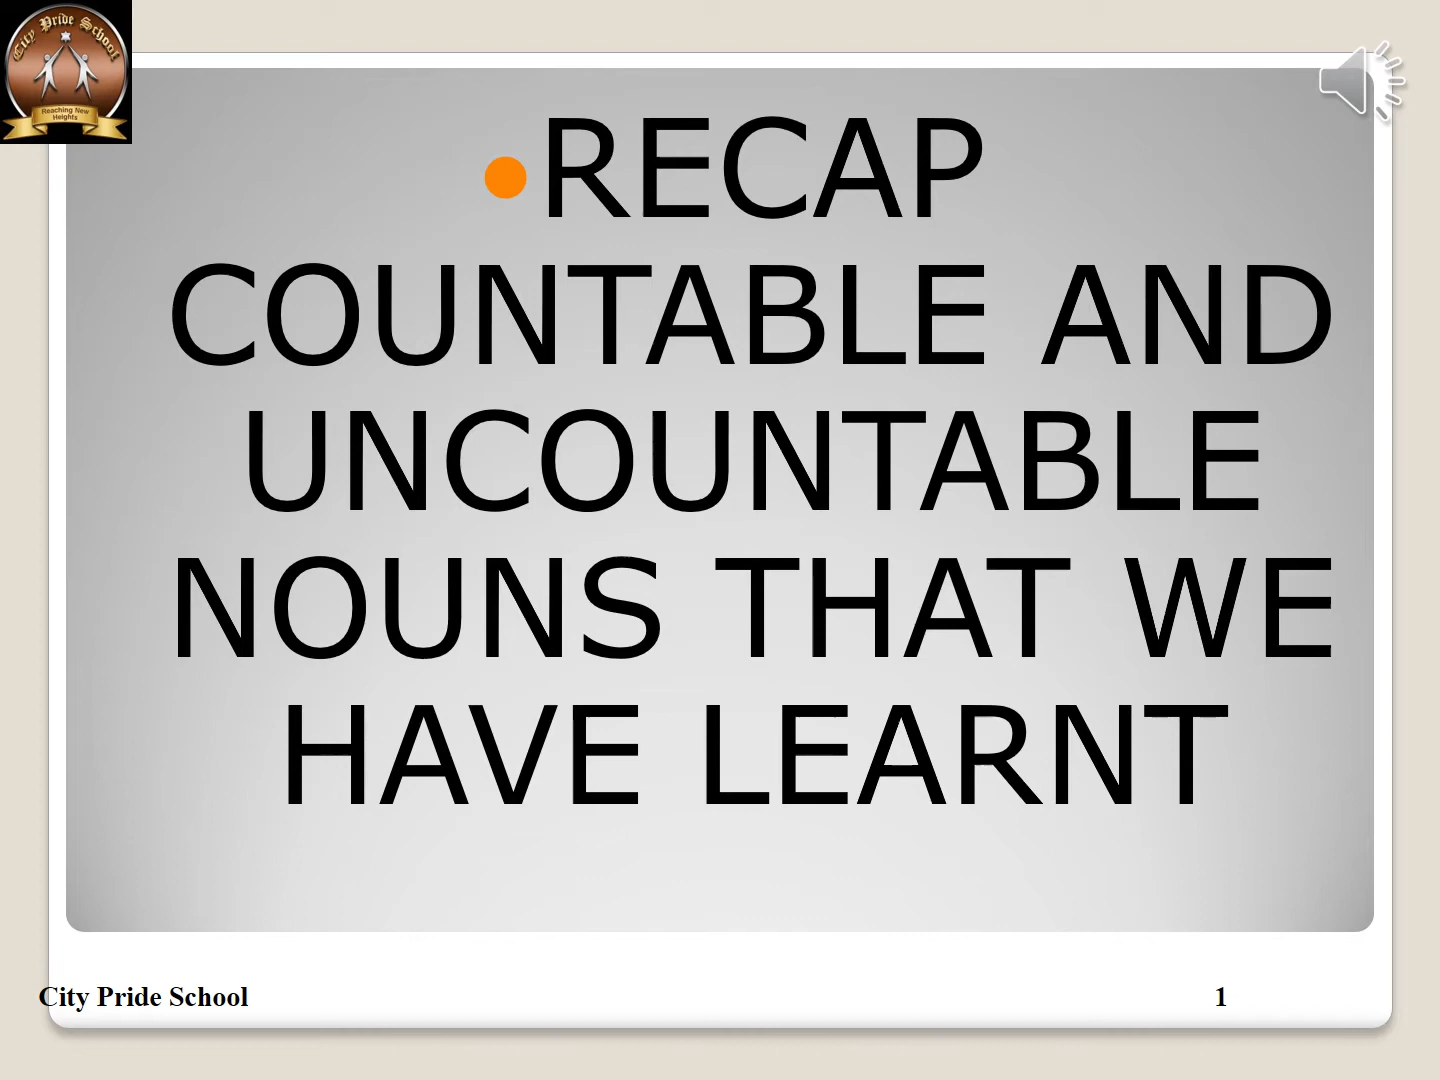 City Pride School
Reaching New
Heights
•RECAP
COUNTABLE AND
UNCOUNTABLE
NOUNS THAT WE
HAVE LEARNT
City Pride School
1